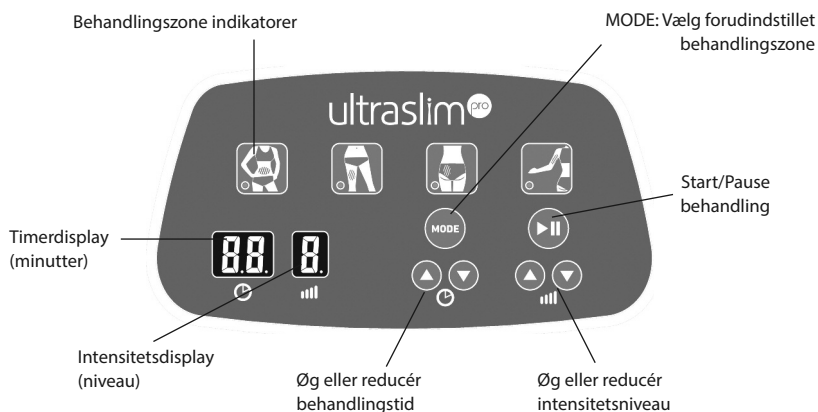 Behandlingszone indikatorer
MODE: Vælg forudindstillet
behandlingszone
ultraslim pro
Start/Pause
behandling
MODE
Timerdisplay
(minutter)
88. 8.
Intensitetsdisplay
(niveau)
Øg eller reducér
behandlingstid
Øg eller reducér
intensitetsniveau